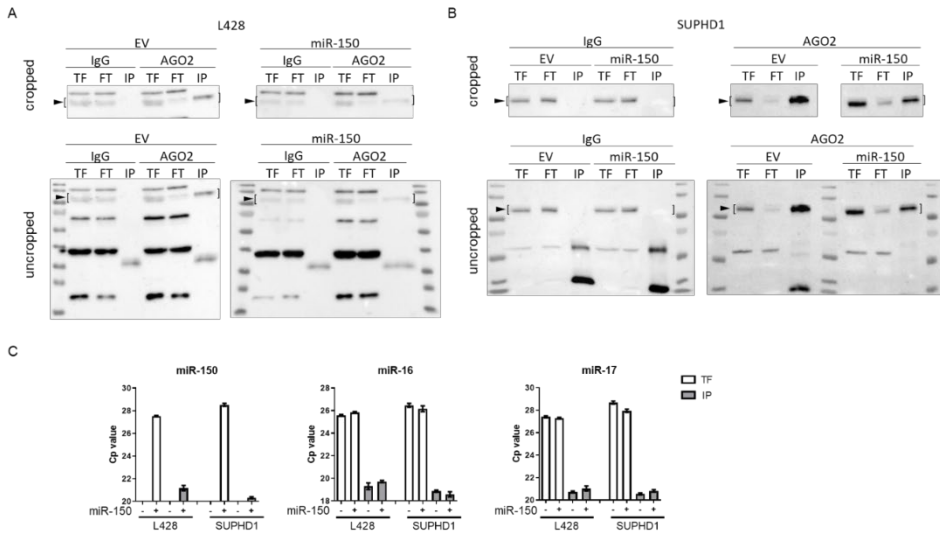 A
L428
EV
miR-150
IgG
AGO2
IgG
AGO2
TF FT IP TF FT IP
TF FT IP TF FT IP
cropped
EV
miR-150
IgG
AGO2
IgG
AGO2
TF FT IP TF FT IP
TF FT IP TF FT IP
uncropped
B
SUPHD1
IgG
AGO2
EV
miR-150
EV
miR-150
TF FT IP TF FT IP
TF FT IP
TF FT IP
cropped
IgG
AGO2
EV
miR-150
EV
miR-150
TF FT IP TF FT IP
TF FT IP TF FT IP
uncropped
C
miR-150
Cp value
30
28
26
24
22
20
miR-150 - + - + - + - +
L428 SUPHD1
miR-16
Cp value
28
26
24
22
20
18
16
miR-150 - + - + - + - +
L428 SUPHD1
miR-17
Cp value
30
28
26
24
22
20
miR-150 - + - + - + - +
L428 SUPHD1
TF
IP